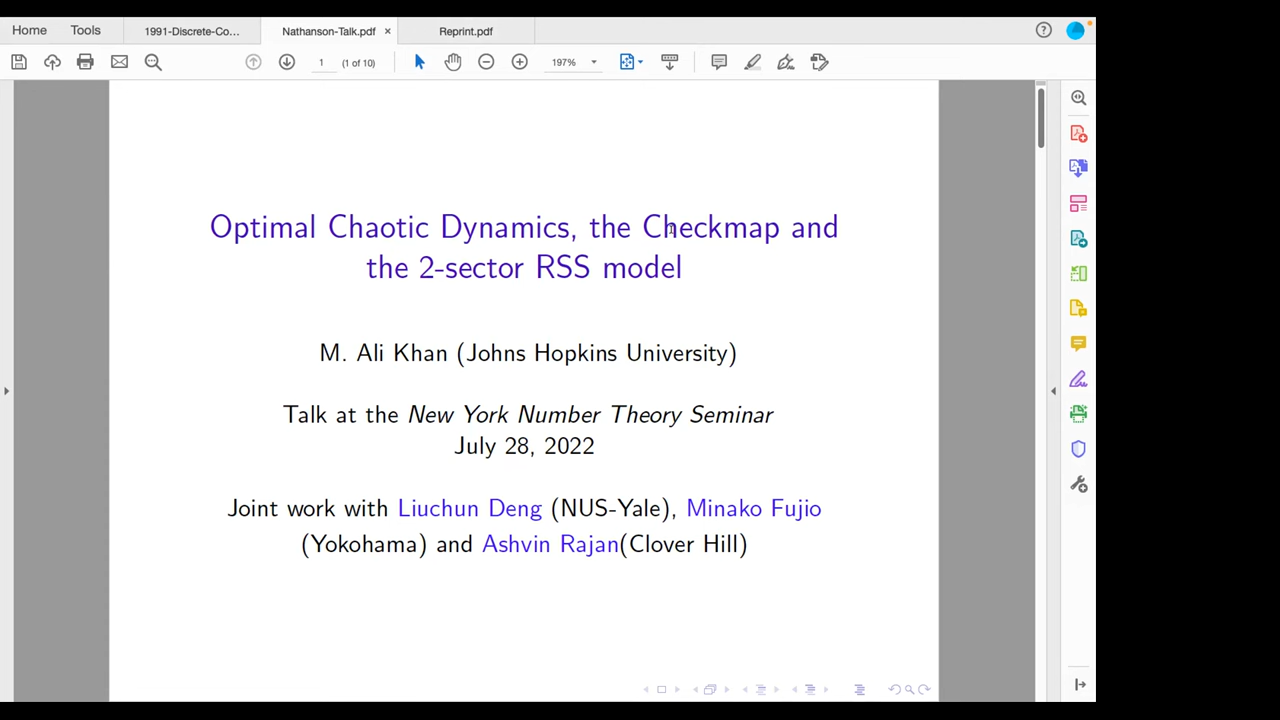 Home
Tools
1991-Discrete-Co...
Nathanson-Talk.pdf
Reprint.pdf
1
(1 of 10)
197%
Optimal Chaotic Dynamics, the Checkmap and
the 2-sector RSS model
M. Ali Khan (Johns Hopkins University)
Talk at the New York Number Theory Seminar
July 28, 2022
Joint work with Liuchun Deng (NUS-Yale), Minako Fujio
(Yokohama) and Ashvin Rajan(Clover Hill)